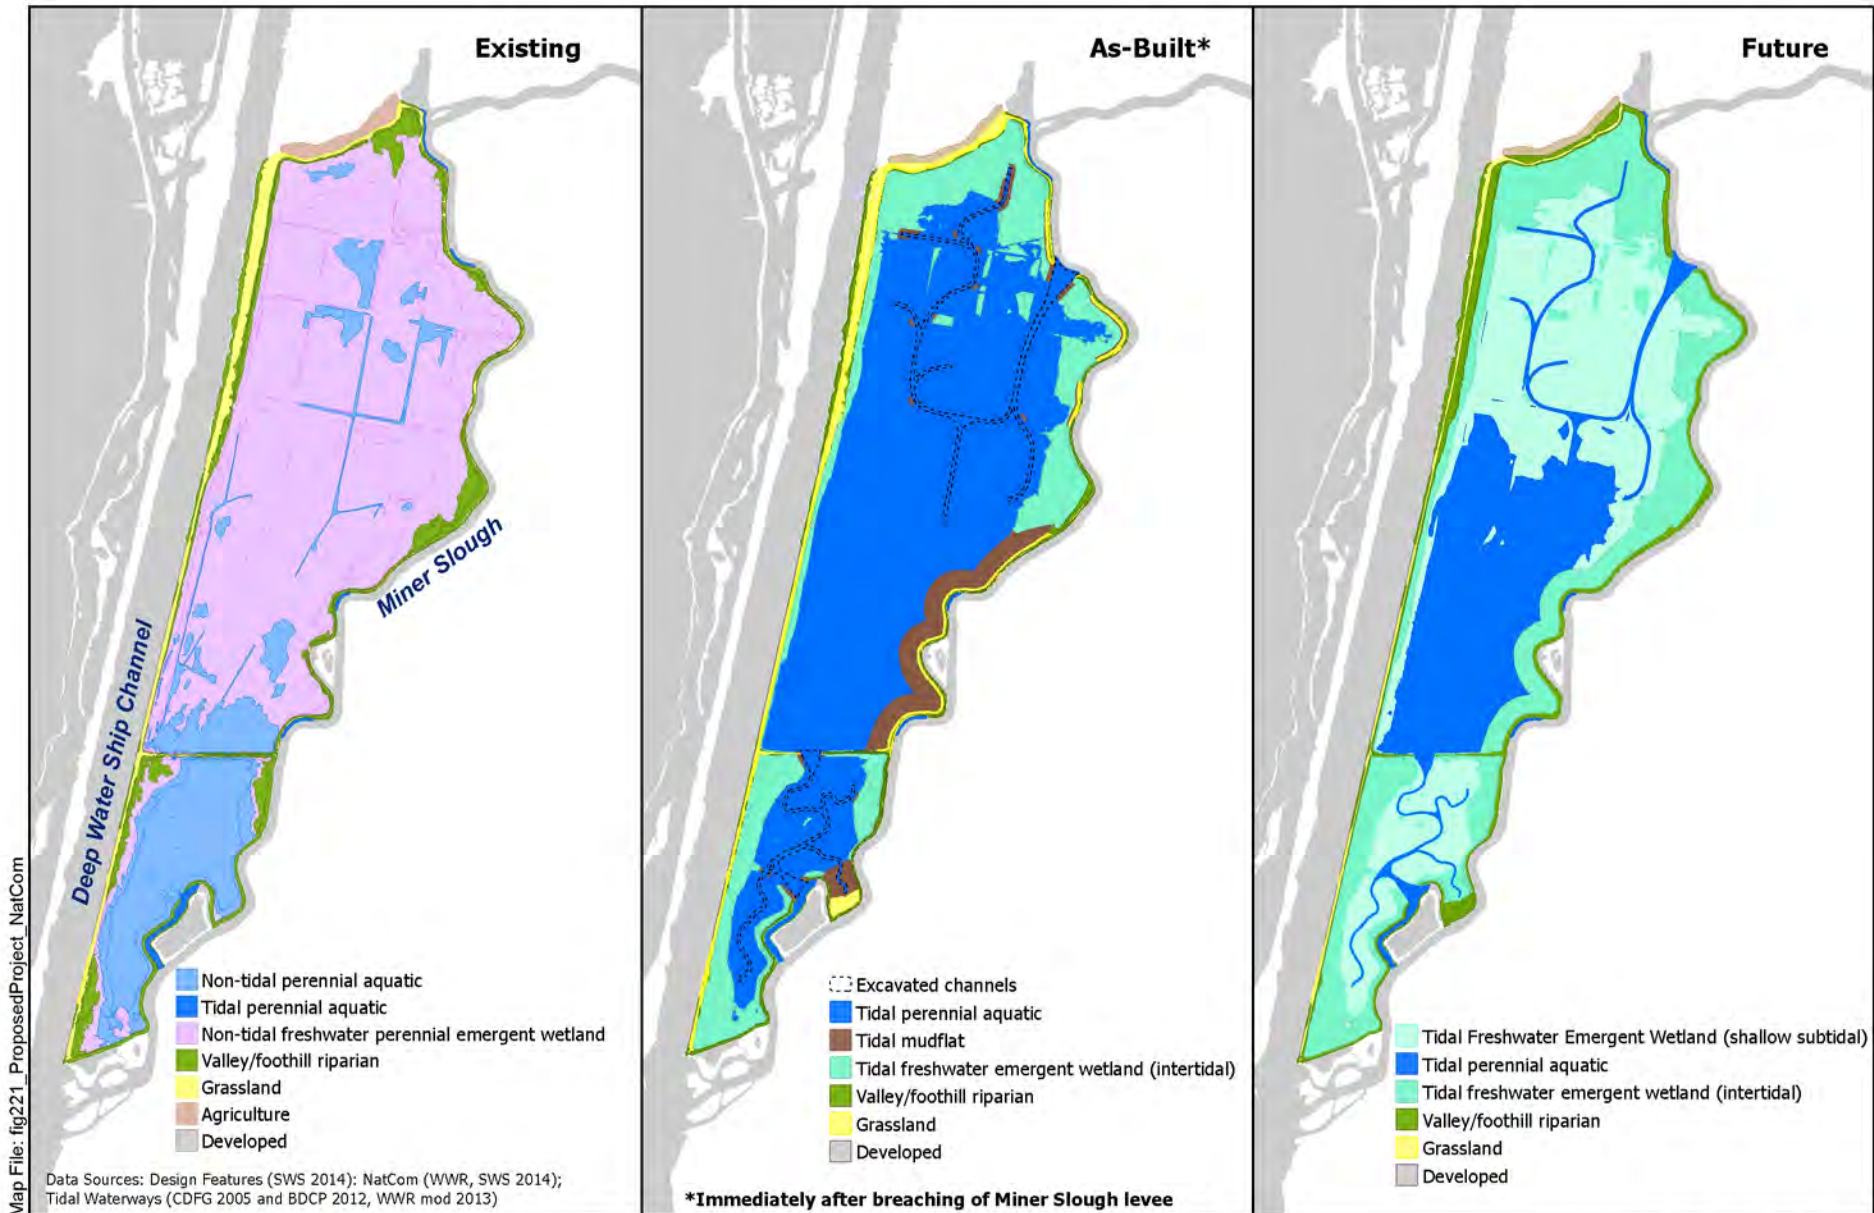 Existing
Miner Slough
Deep Water Ship Channel
Non-tidal perennial aquatic
Tidal perennial aquatic
Non-tidal freshwater perennial emergent wetland
Valley/foothill riparian
Grassland
Agriculture
Developed
Data Sources: Design Features (SWS 2014): NatCom (WWR, SWS 2014);
Tidal Waterways (CDFG 2005 and BDCP 2012, WWR mod 2013)
Map File: fig221_ProposedProject_NatCom
As-Built*
Excavated channels
Tidal perennial aquatic
Tidal mudflat
Tidal freshwater emergent wetland (intertidal)
Valley/foothill riparian
Grassland
Developed
*Immediately after breaching of Miner Slough levee
Future
Tidal Freshwater Emergent Wetland (shallow subtidal)
Tidal perennial aquatic
Tidal freshwater emergent wetland (intertidal)
Valley/foothill riparian
Grassland
Developed